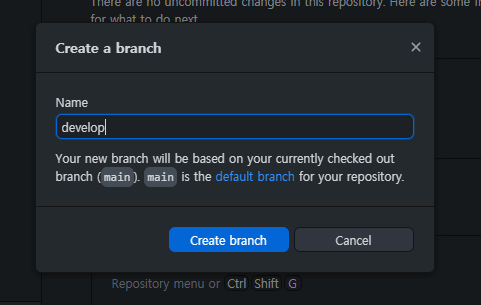 There are no uncommitted changes in this repository. Here are some
for what to do next
Create a branch
Name
develop
Your new branch will be based on your currently checked out
branch (main). main is the default branch for your repository.
Create branch
Cancel
Repository menu or Ctrl Shift G